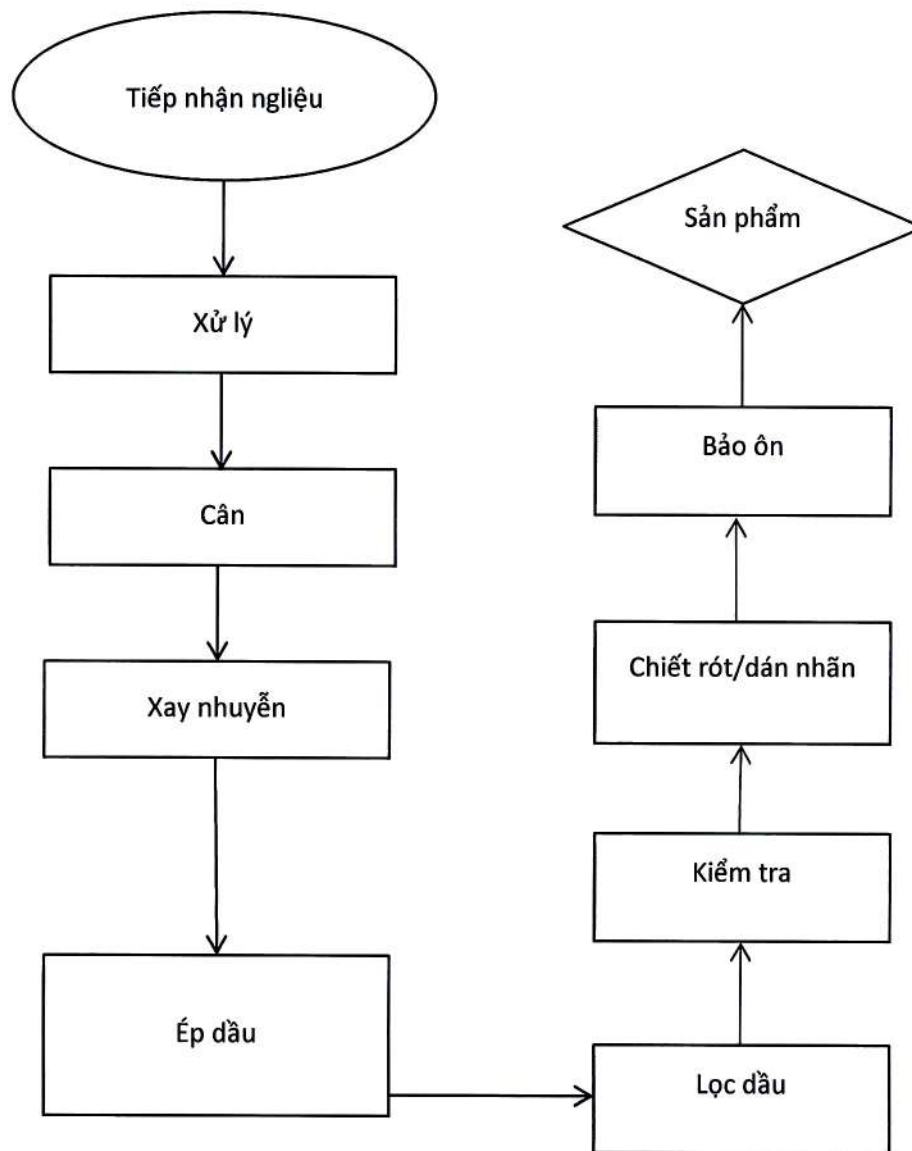 Tiếp nhận ngliệu
Xử lý
Cân
Xay nhuyễn
Ép dầu
Lọc dầu
Kiểm tra
Chiết rót/dán nhãn
Bảo ôn
Sản phẩm